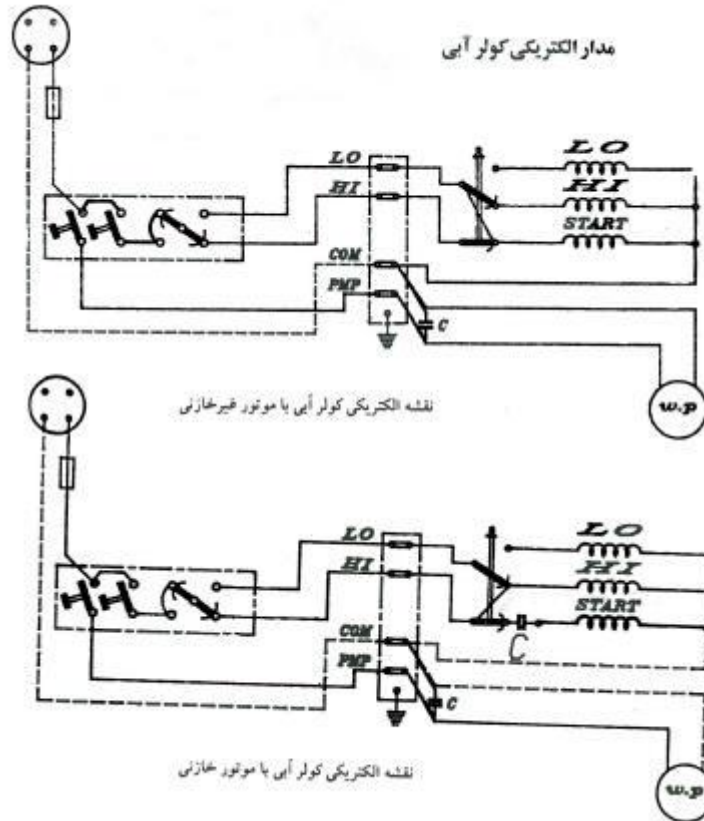 مدار الکتریکی کولر آبی
LO
HI
COM
PMP
C
LO
HI
START
w.p
نقشه الکتریکی کولر آبی با موتور غیرخازنی
LO
HI
COM
PMP
C
LO
HI
START
C
w.p
نقشه الکتریکی کولر آبی با موتور خازنی